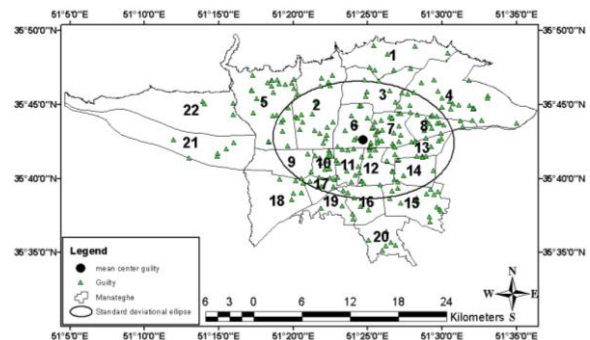 51°5'0"E 51°10'0"E 51°15'0"E 51°20'0"E 51°25'0"E 51°30'0"E 51°35'0"E
35°50'0"N 35°50'0"N
1
3 4
35°45'0"N 22 5 2 35°45'0"N
6 7 8
21 13
9 10 11 12 14
35°40'0"N 17 35°40'0"N
18 19 16 15
20
35°35'0"N 35°35'0"N
Legend
mean center guilty
Guilty
Manateghe
Standard deviational ellipse
N
W E
S
6 3 0 6 12 18 24
Kilometers
51°5'0"E 51°10'0"E 51°15'0"E 51°20'0"E 51°25'0"E 51°30'0"E 51°35'0"E